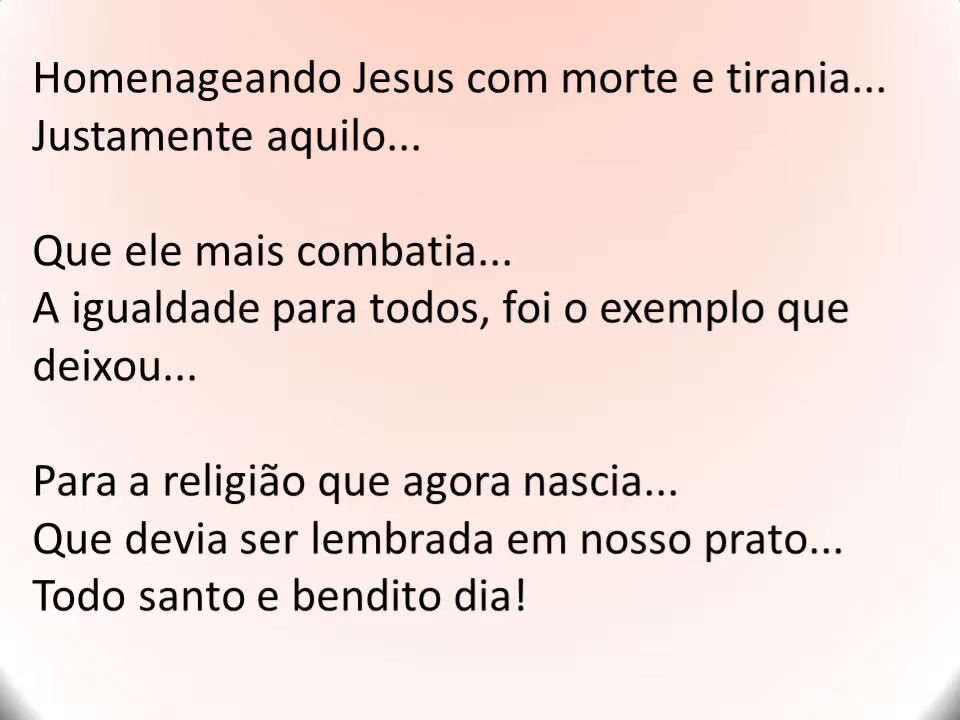 Homenageando Jesus com morte e tirania...
Justamente aquilo...
Que ele mais combatia...
A igualdade para todos, foi o exemplo que
deixou...
Para a religião que agora nascia...
Que devia ser lembrada em nosso prato...
Todo santo e bendito dia!